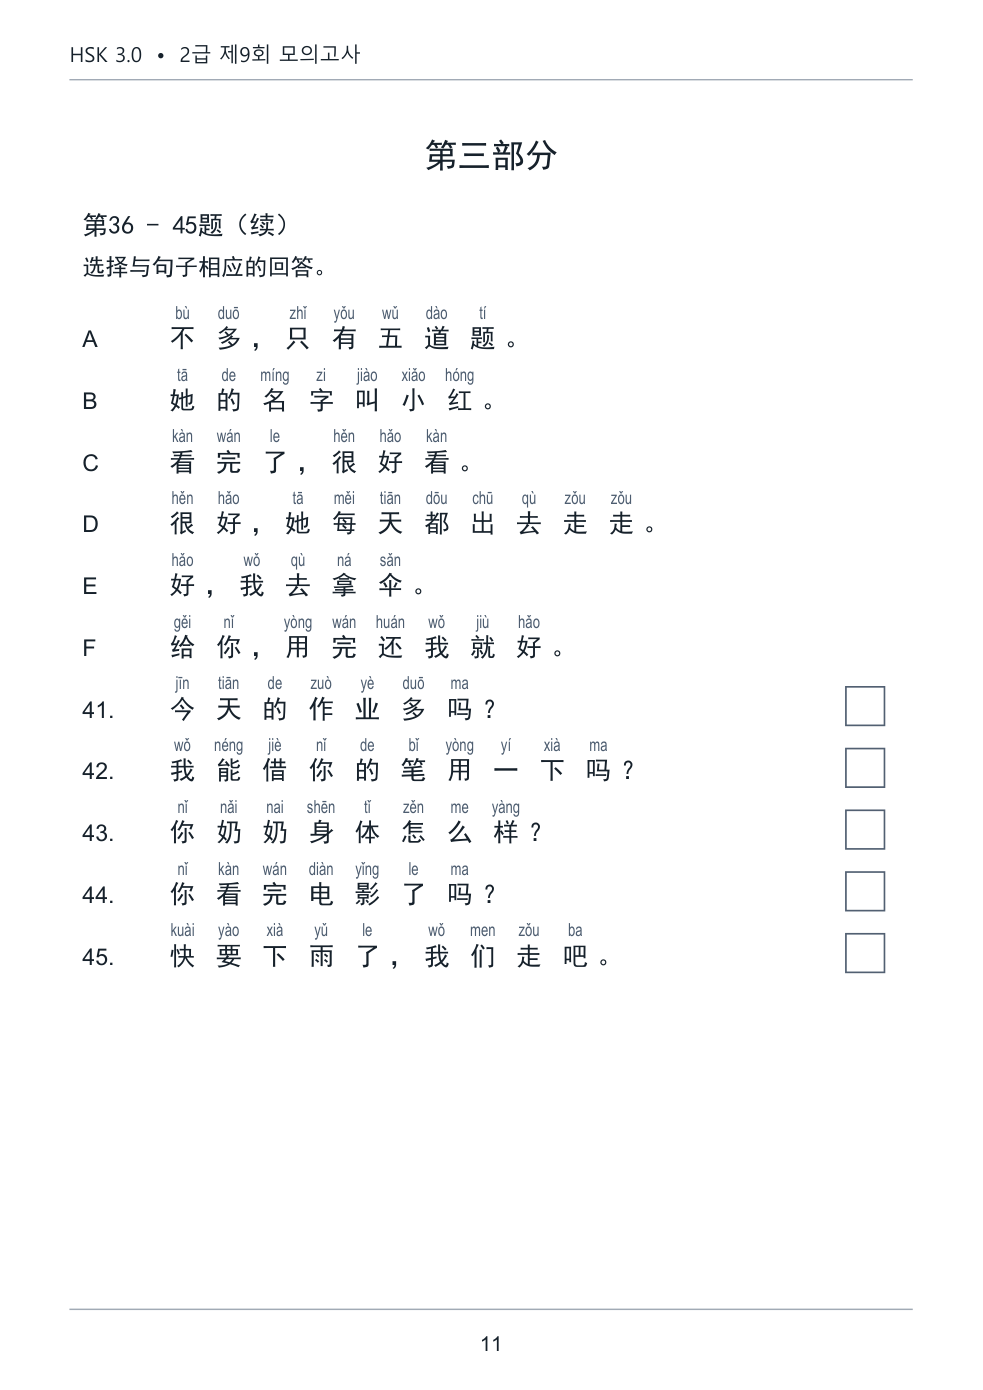 HSK 3.0 • 2급 제9회 모의고사
第三部分
第36 － 45题（续）
选择与句子相应的回答。
bù duō zhǐ yǒu wǔ dào tí
A 不多，只有五道题。
tā de míng zi jiào xiǎo hóng
B 她的名字叫小红。
kàn wán le hěn hǎo kàn
C 看完了，很好看。
hěn hǎo tā měi tiān dōu chū qù zǒu zǒu
D 很好，她每天都出去走走。
hǎo wǒ qù ná sǎn
E 好，我去拿伞。
gěi nǐ yòng wán huán wǒ jiù hǎo
F 给你，用完还我就好。
jīn tiān de zuò yè duō ma
41. 今天的作业多吗？
wǒ néng jiè nǐ de bǐ yòng yí xià ma
42. 我能借你的笔用一下吗？
nǐ nǎi nai shēn tǐ zěn me yàng
43. 你奶奶身体怎么样？
nǐ kàn wán diàn yǐng le ma
44. 你看完电影了吗？
kuài yào xià yǔ le wǒ men zǒu ba
45. 快要下雨了，我们走吧。
11